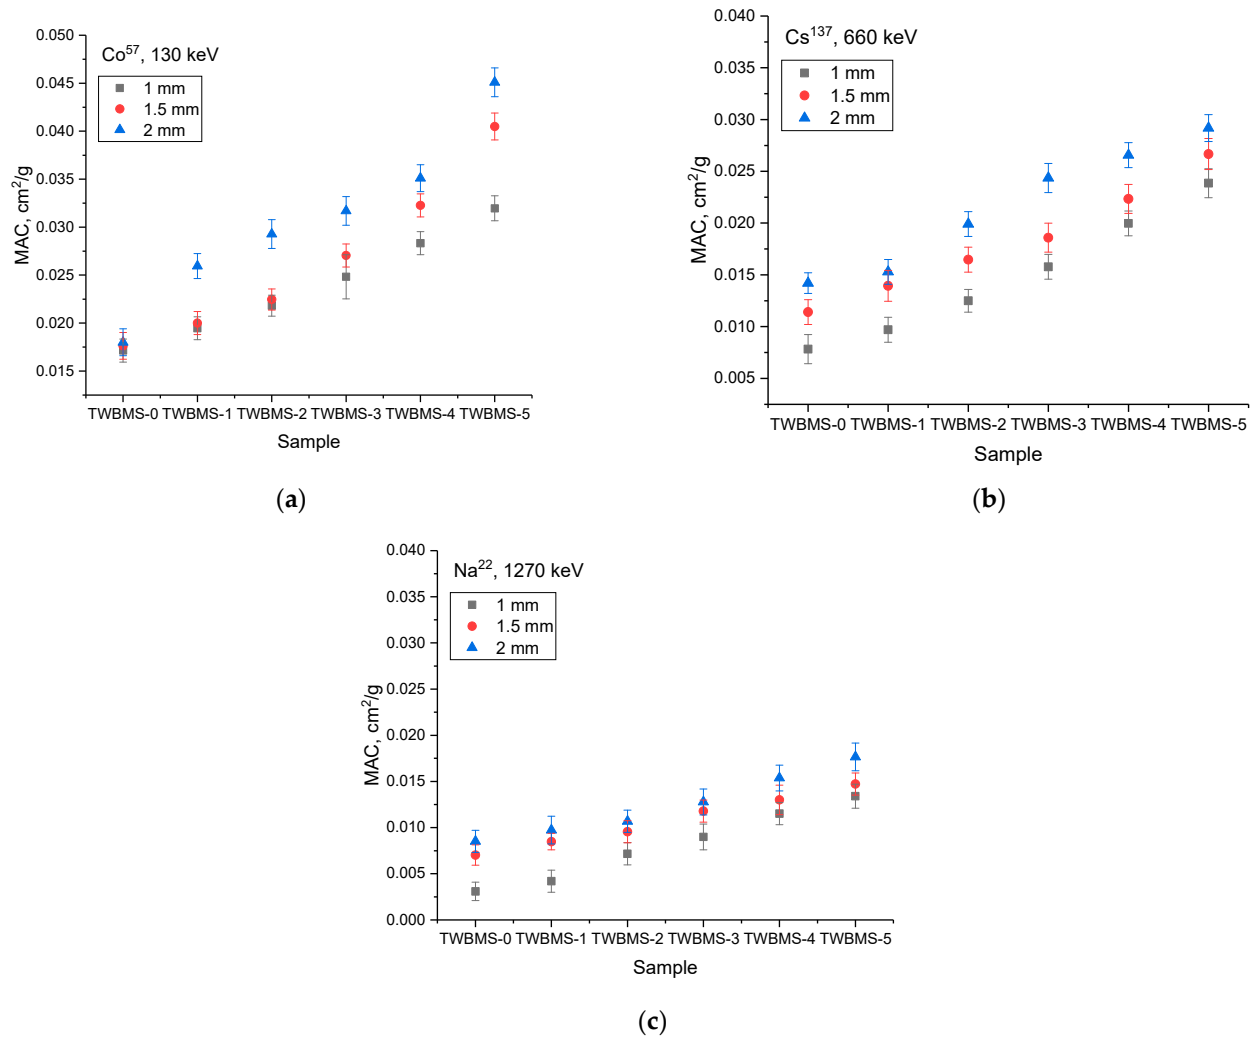 Co⁵⁷, 130 keV
1 mm
1.5 mm
2 mm
MAC, cm²/g
0.050
0.045
0.040
0.035
0.030
0.025
0.020
0.015
TWBMS-0 TWBMS-1 TWBMS-2 TWBMS-3 TWBMS-4 TWBMS-5
Sample
(a)
Cs¹³⁷, 660 keV
1 mm
1.5 mm
2 mm
MAC, cm²/g
0.040
0.035
0.030
0.025
0.020
0.015
0.010
0.005
TWBMS-0 TWBMS-1 TWBMS-2 TWBMS-3 TWBMS-4 TWBMS-5
Sample
(b)
Na²², 1270 keV
1 mm
1.5 mm
2 mm
MAC, cm²/g
0.040
0.035
0.030
0.025
0.020
0.015
0.010
0.005
0.000
TWBMS-0 TWBMS-1 TWBMS-2 TWBMS-3 TWBMS-4 TWBMS-5
Sample
(c)